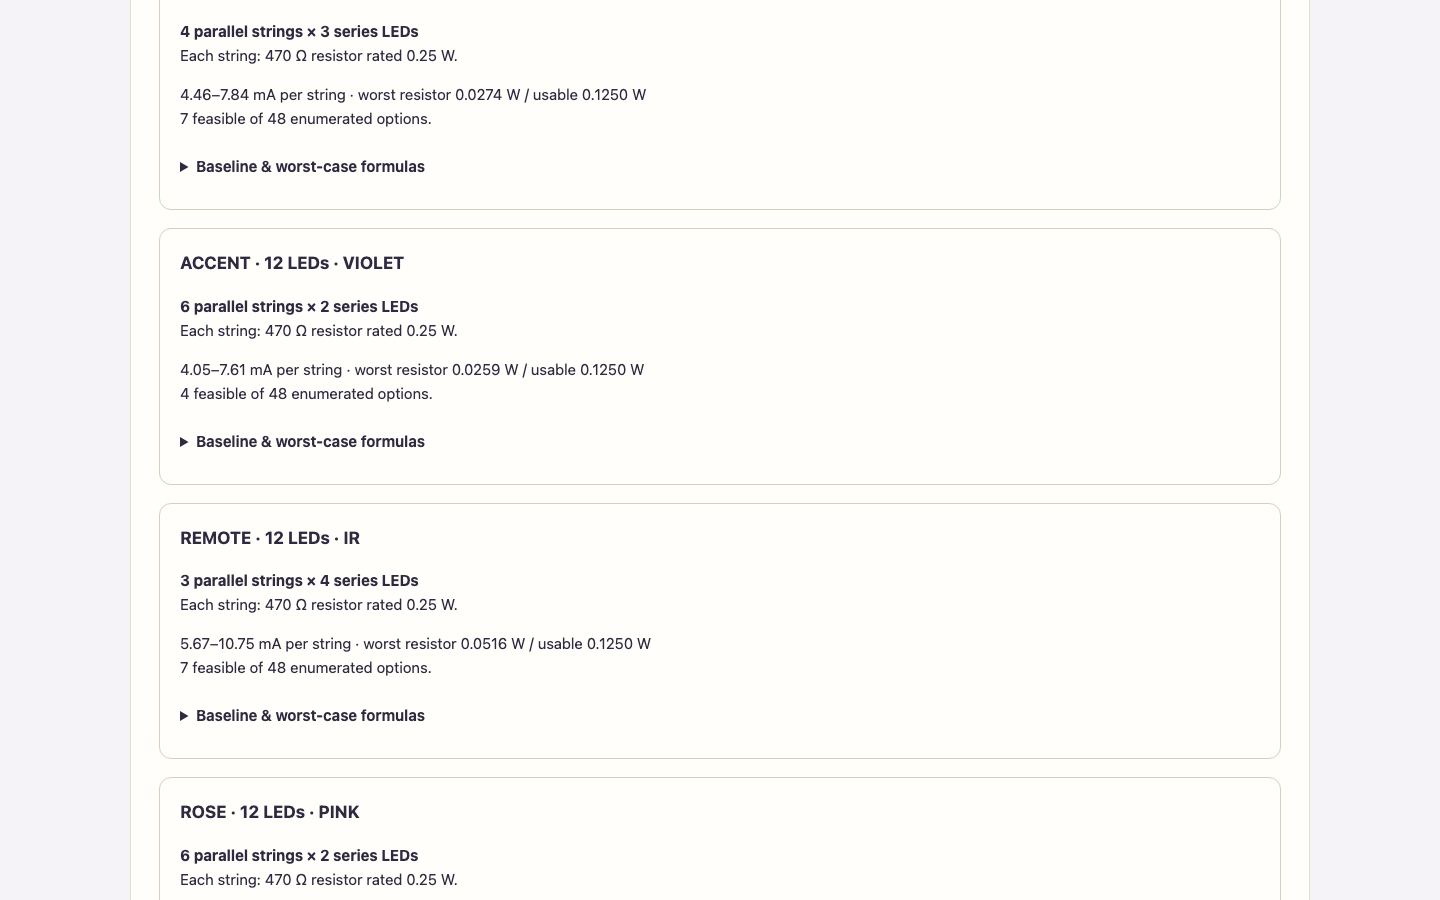 4 parallel strings × 3 series LEDs
Each string: 470 Ω resistor rated 0.25 W.
4.46–7.84 mA per string · worst resistor 0.0274 W / usable 0.1250 W
7 feasible of 48 enumerated options.
▶ Baseline & worst-case formulas
ACCENT · 12 LEDs · VIOLET
6 parallel strings × 2 series LEDs
Each string: 470 Ω resistor rated 0.25 W.
4.05–7.61 mA per string · worst resistor 0.0259 W / usable 0.1250 W
4 feasible of 48 enumerated options.
▶ Baseline & worst-case formulas
REMOTE · 12 LEDs · IR
3 parallel strings × 4 series LEDs
Each string: 470 Ω resistor rated 0.25 W.
5.67–10.75 mA per string · worst resistor 0.0516 W / usable 0.1250 W
7 feasible of 48 enumerated options.
▶ Baseline & worst-case formulas
ROSE · 12 LEDs · PINK
6 parallel strings × 2 series LEDs
Each string: 470 Ω resistor rated 0.25 W.